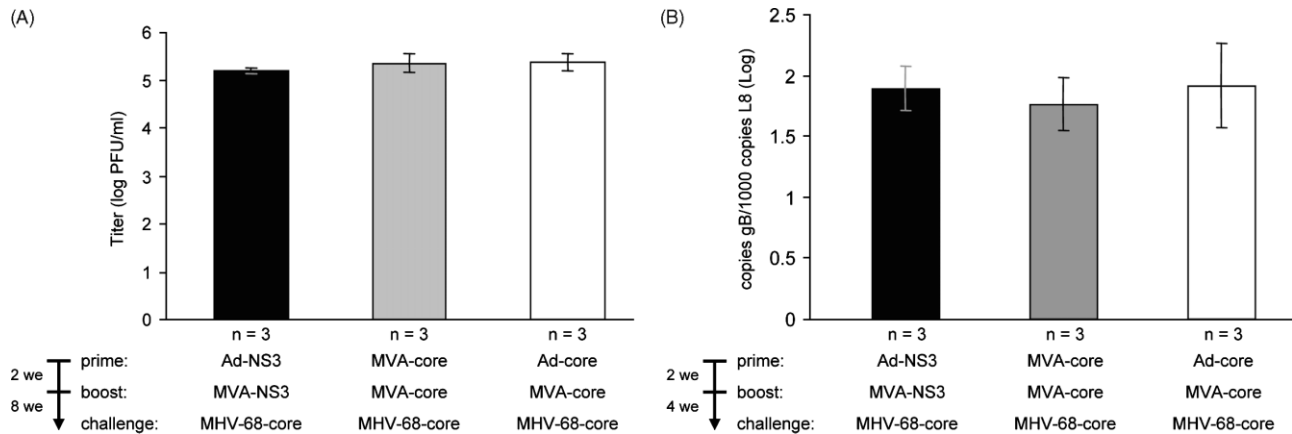 (A)
Titer (log PFU/ml)
6
5
4
3
2
1
0
n = 3 n = 3 n = 3
prime: Ad-NS3 MVA-core Ad-core
2 we
boost: MVA-NS3 MVA-core MVA-core
8 we
challenge: MHV-68-core MHV-68-core MHV-68-core
(B)
copies gB/1000 copies L8 (Log)
2.5
2
1.5
1
2.5
0
n = 3 n = 3 n = 3
prime: Ad-NS3 MVA-core Ad-core
2 we
boost: MVA-NS3 MVA-core MVA-core
4 we
challenge: MHV-68-core MHV-68-core MHV-68-core